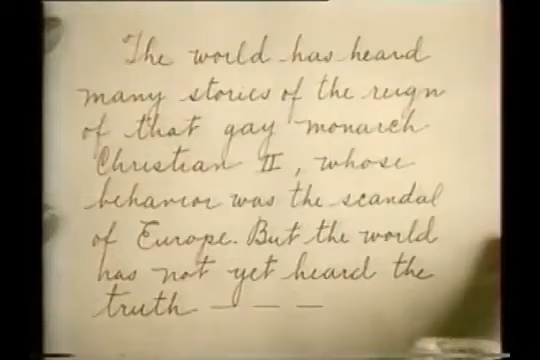 The world has heard
many stories of the reign
of that gay monarch
Christian II, whose
behavior was the scandal
of Europe. But the world
has not yet heard the
truth — — —